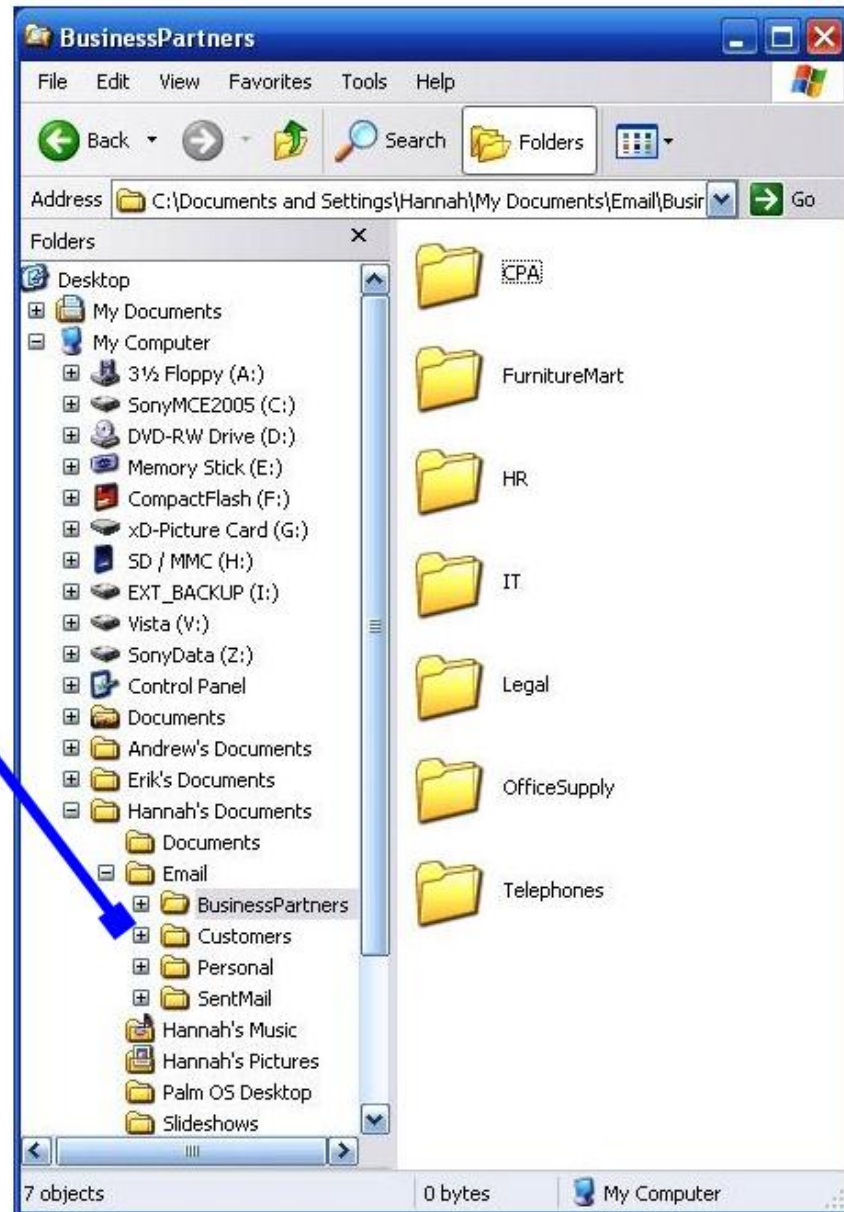 BusinessPartners
File Edit View Favorites Tools Help
Back Search Folders
Address C:\Documents and Settings\Hannah\My Documents\Email\Busir Go
Folders
Desktop
My Documents
My Computer
3½ Floppy (A:)
SonyMCE2005 (C:)
DVD-RW Drive (D:)
Memory Stick (E:)
CompactFlash (F:)
xD-Picture Card (G:)
SD / MMC (H:)
EXT_BACKUP (I:)
Vista (V:)
SonyData (Z:)
Control Panel
Documents
Andrew's Documents
Erik's Documents
Hannah's Documents
Documents
Email
BusinessPartners
Customers
Personal
SentMail
Hannah's Music
Hannah's Pictures
Palm OS Desktop
Slideshows
CPA
FurnitureMart
HR
IT
Legal
OfficeSupply
Telephones
7 objects 0 bytes My Computer